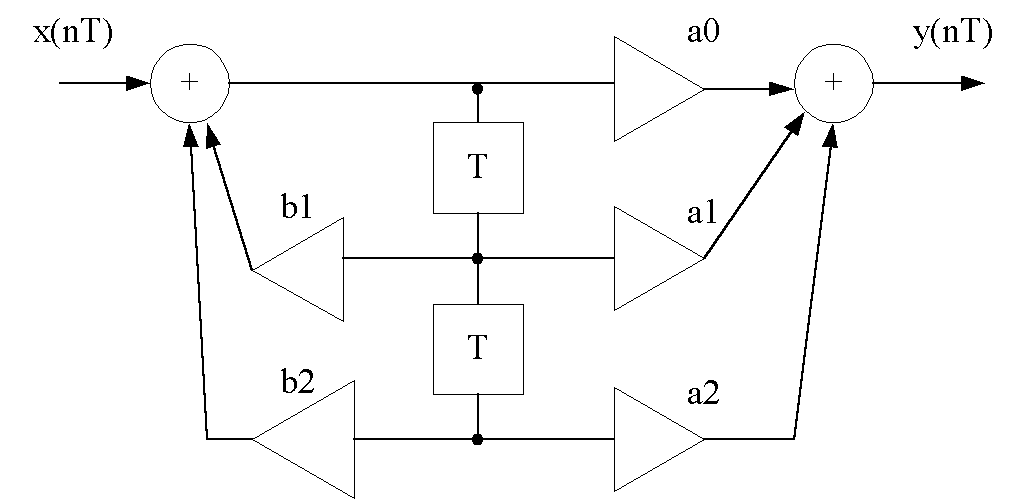 x(nT)
a0
y(nT)
+
+
T
b1
a1
T
b2
a2